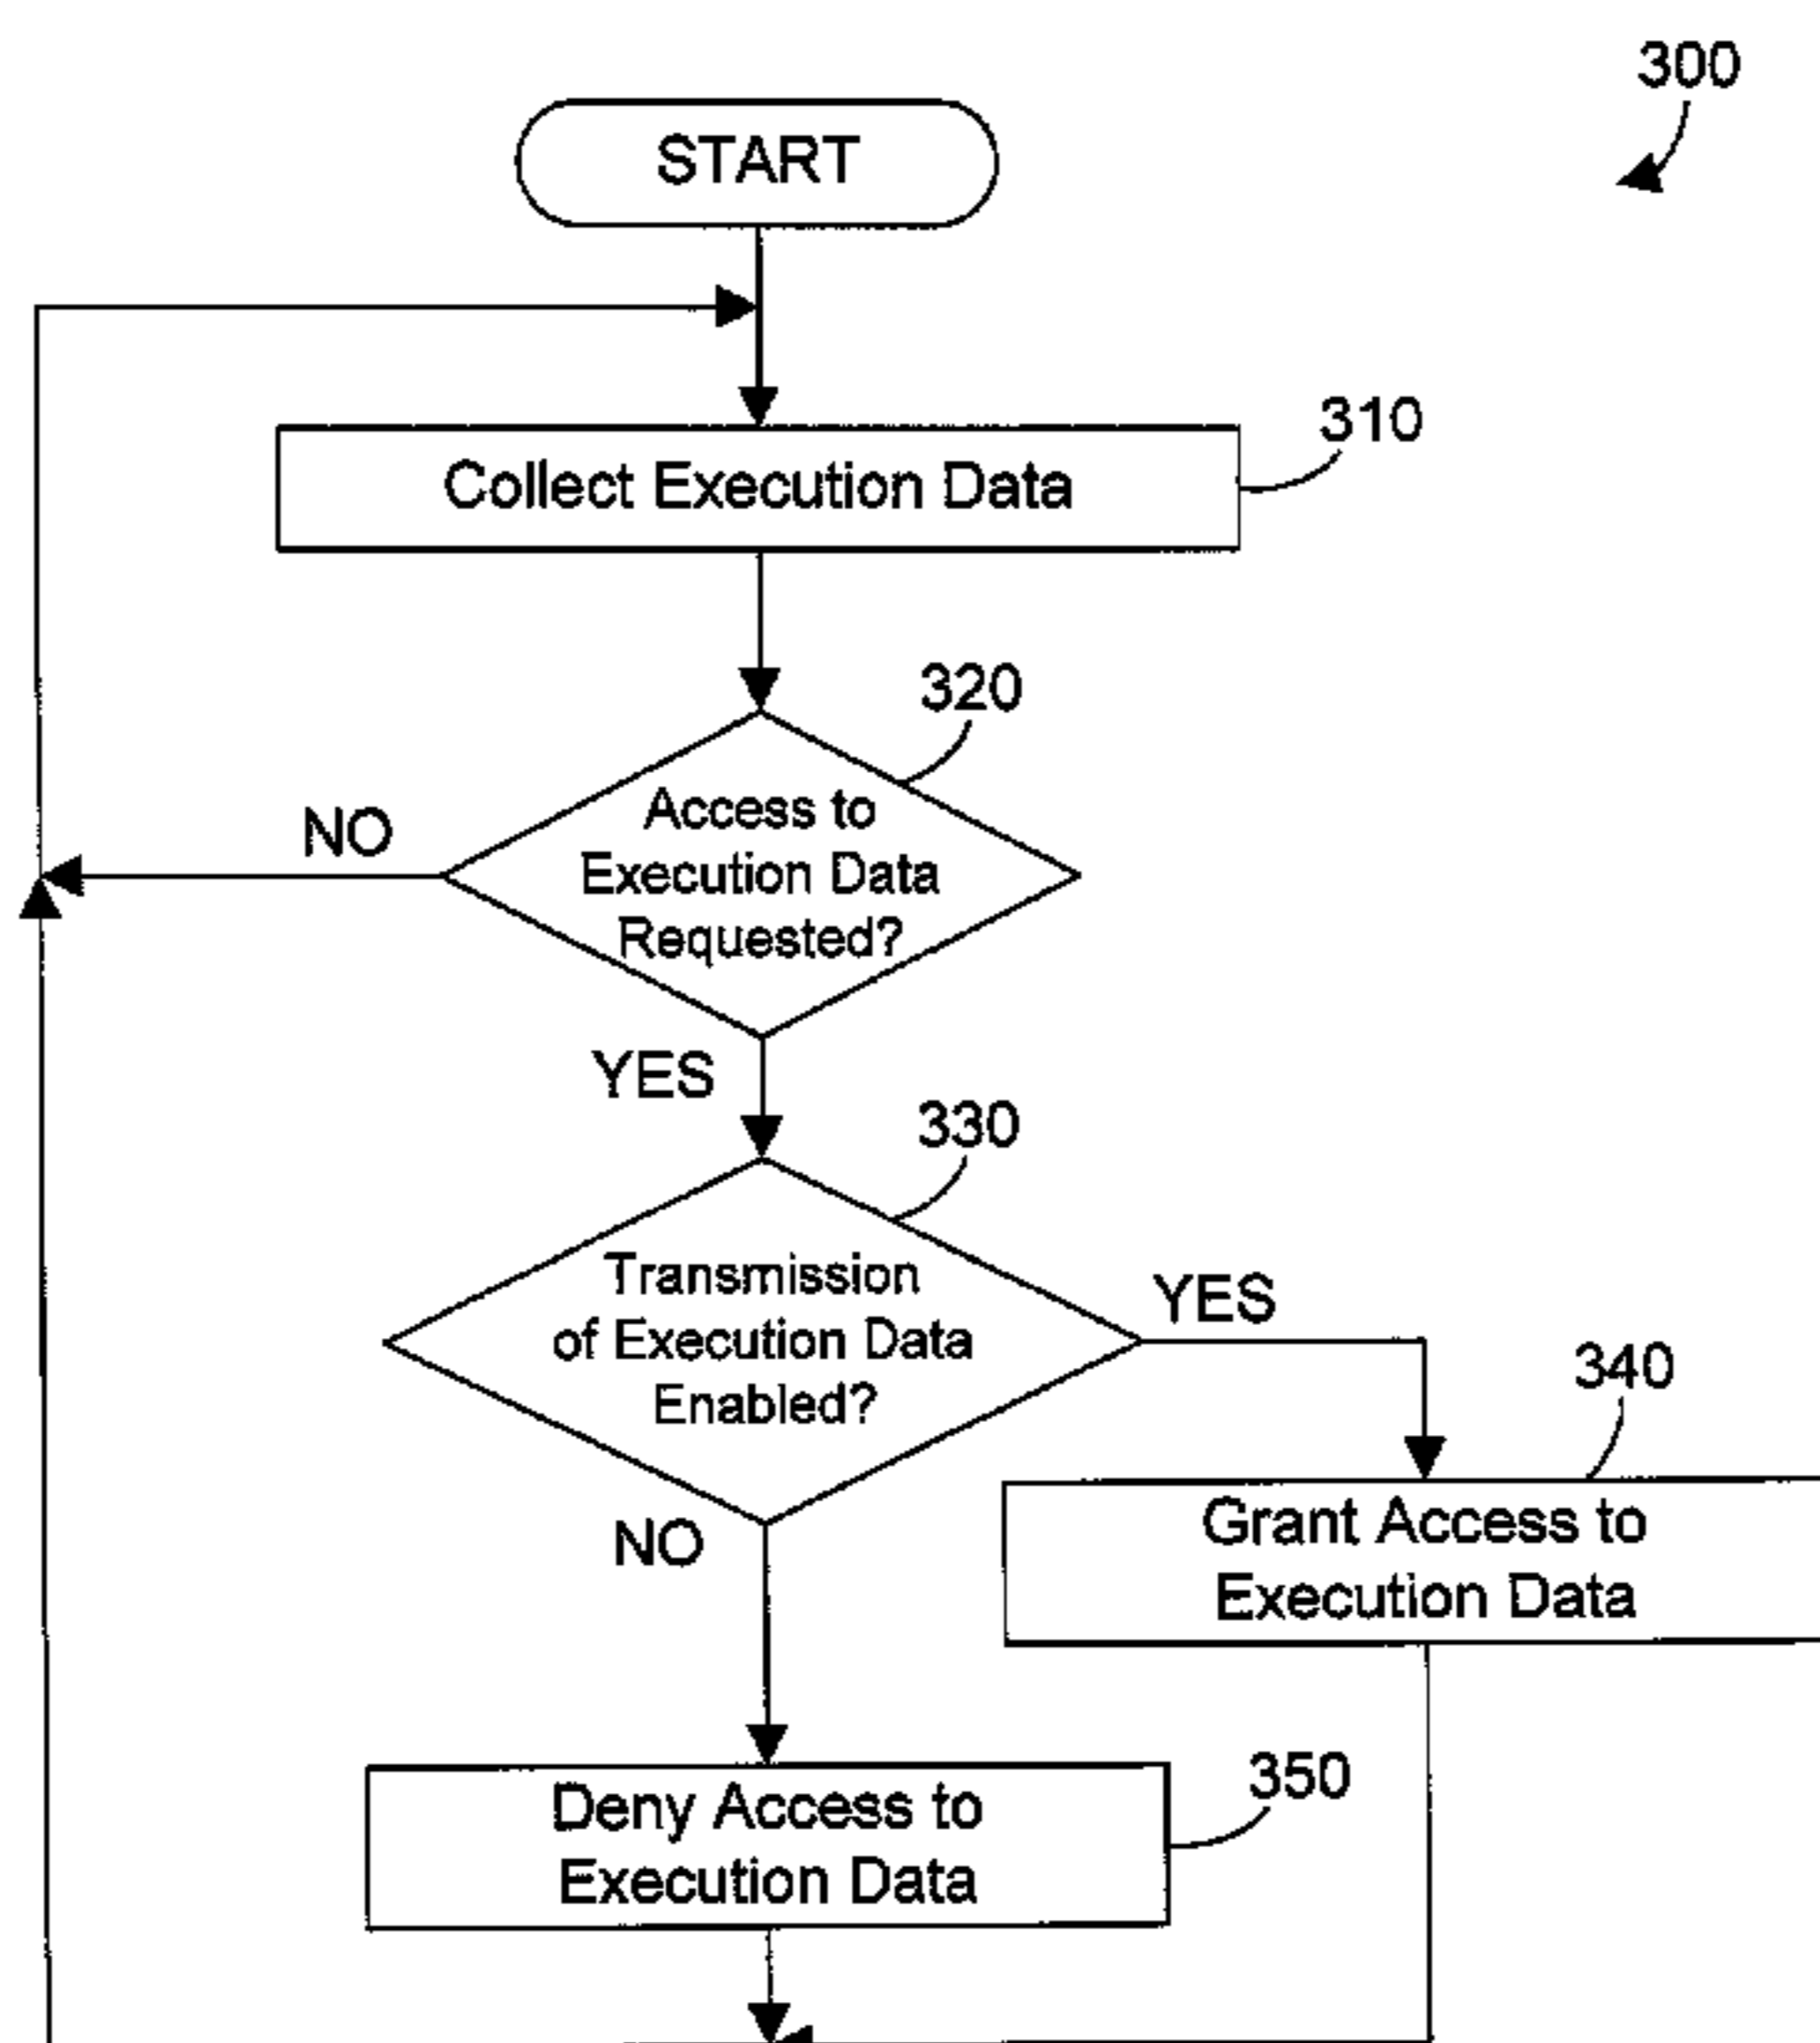 300
START
Collect Execution Data
310
320
Access to
Execution Data
Requested?
NO
YES
330
Transmission
of Execution Data
Enabled?
YES
340
Grant Access to
Execution Data
NO
350
Deny Access to
Execution Data